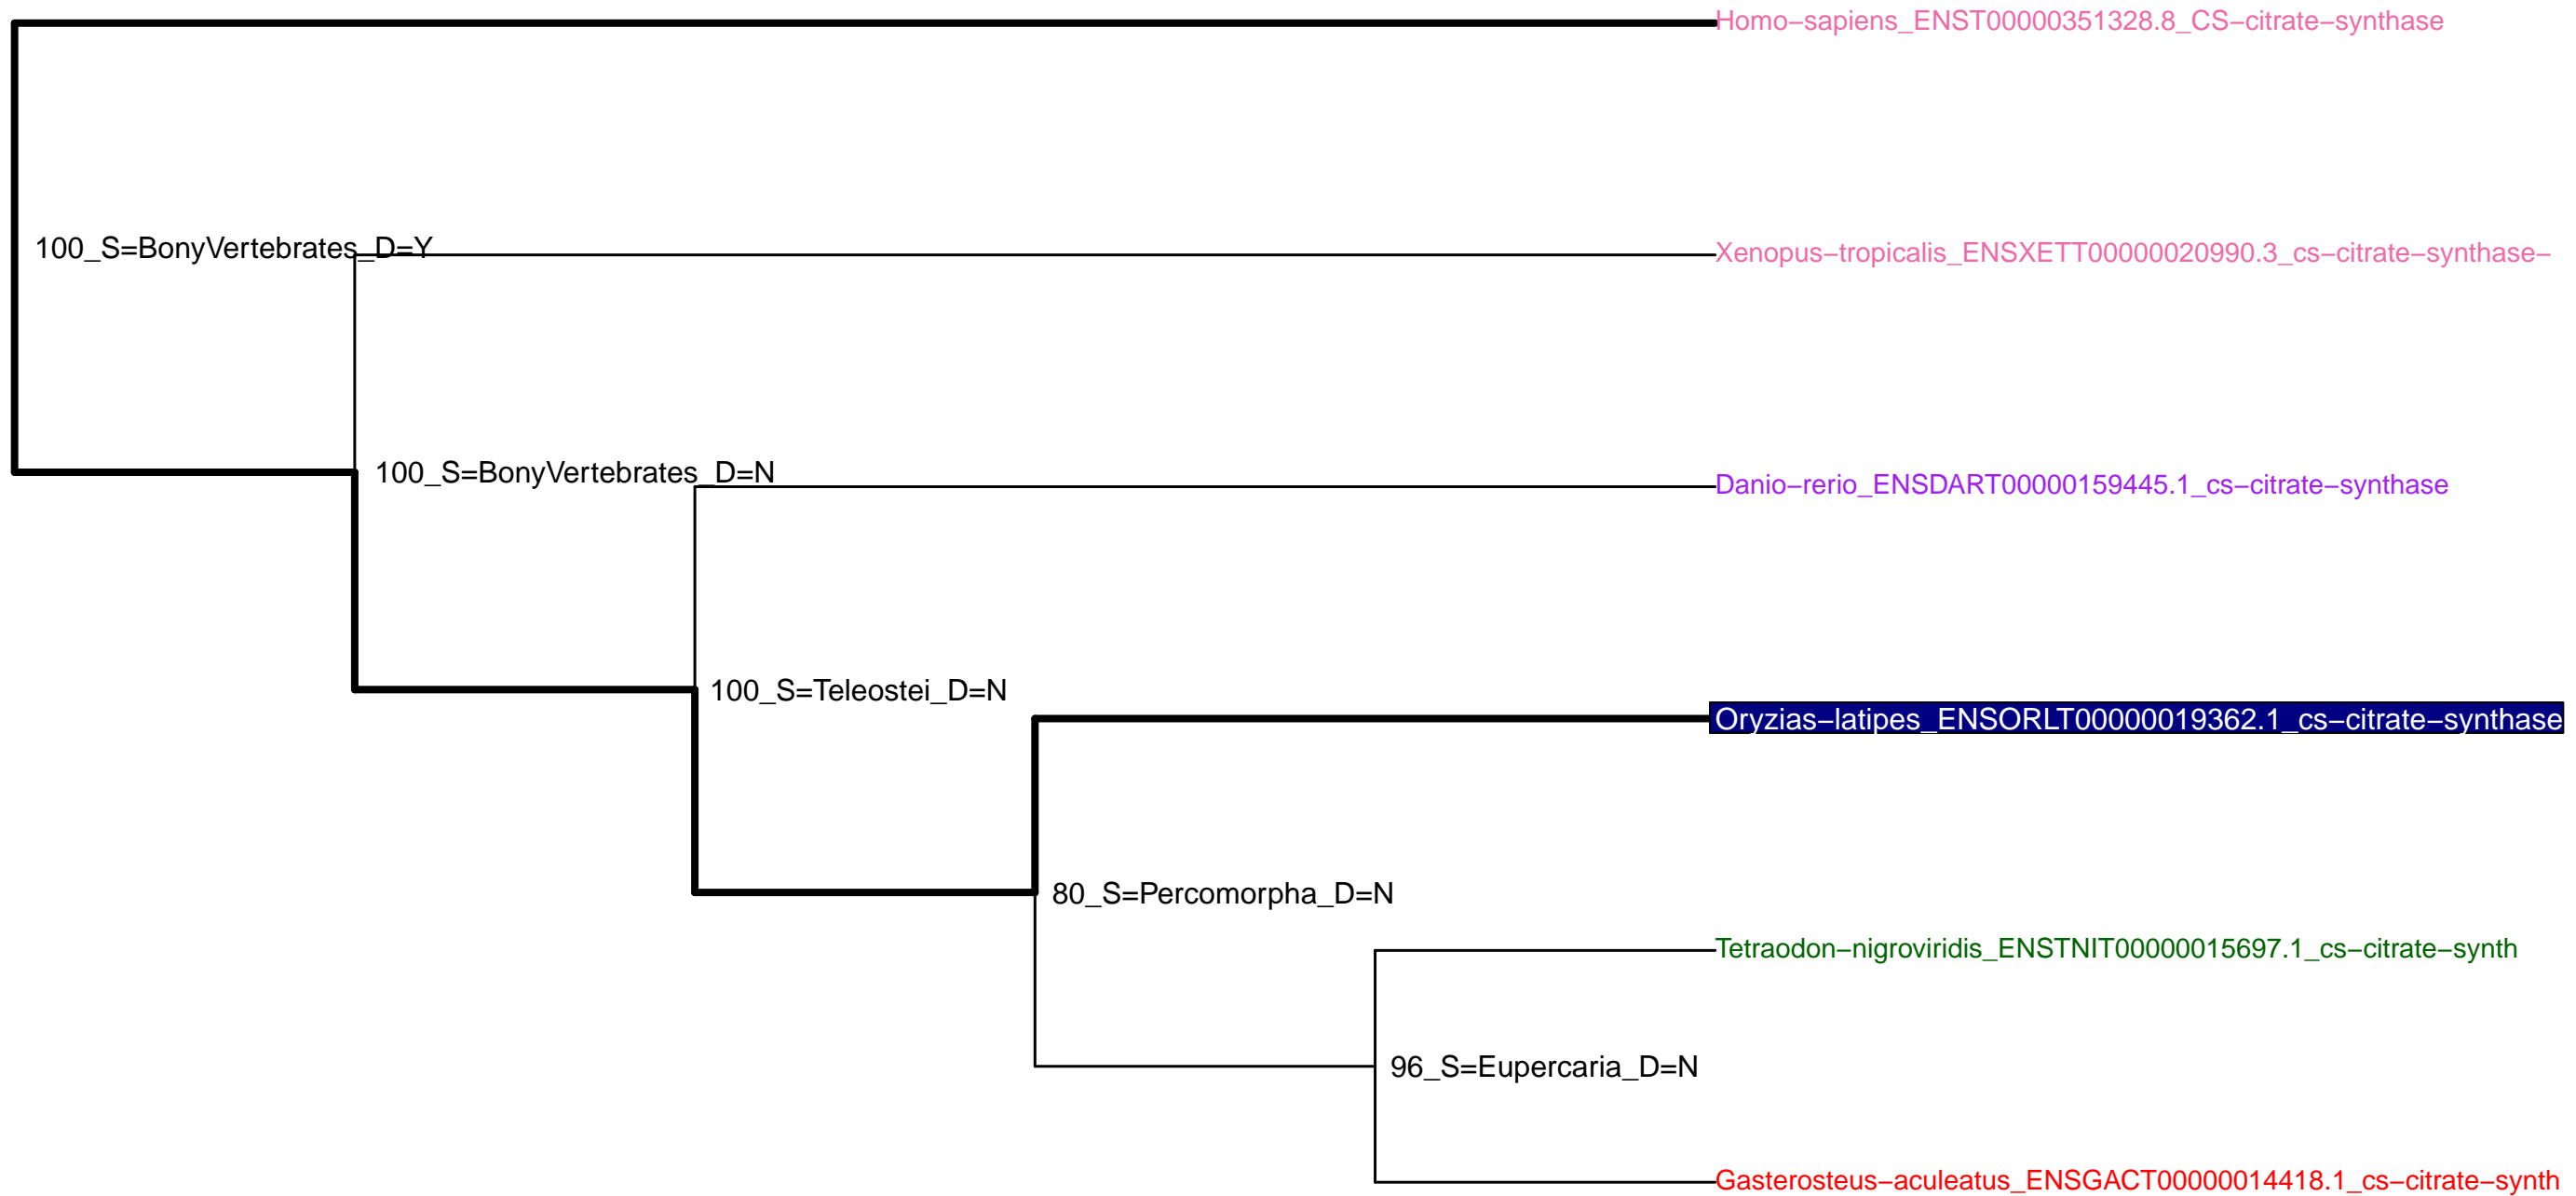 Homo−sapiens_ENST00000351328.8_CS−citrate−synthase
100_S=BonyVertebrates_D=Y
Xenopus−tropicalis_ENSXETT00000020990.3_cs−citrate−synthase−
100_S=BonyVertebrates_D=N
Danio−rerio_ENSDART00000159445.1_cs−citrate−synthase
100_S=Teleostei_D=N
Oryzias−latipes_ENSORLT00000019362.1_cs−citrate−synthase
80_S=Percomorpha_D=N
Tetraodon−nigroviridis_ENSTNIT00000015697.1_cs−citrate−synth
96_S=Eupercaria_D=N
Gasterosteus−aculeatus_ENSGACT00000014418.1_cs−citrate−synth